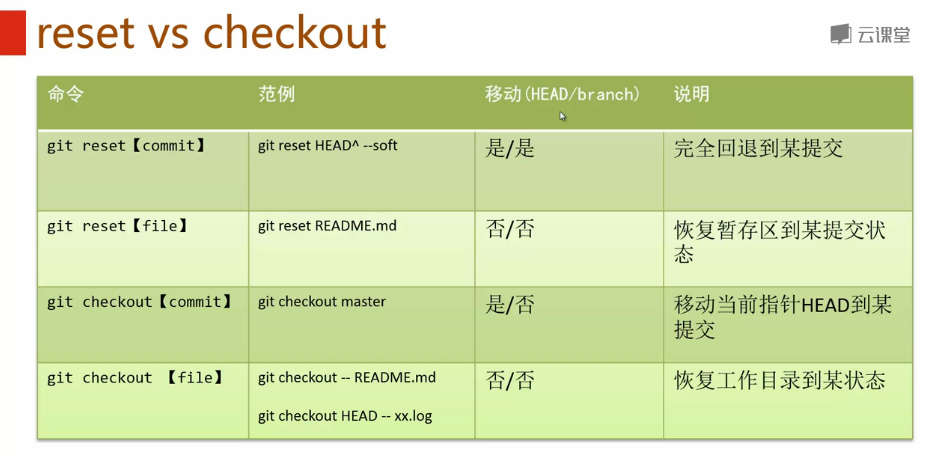 reset vs checkout
云课堂
命令 范例 移动(HEAD/branch) 说明
git reset【commit】 git reset HEAD^ --soft 是/是 完全回退到某提交
git reset【file】 git reset README.md 否/否 恢复暂存区到某提交状
态
git checkout【commit】 git checkout master 是/否 移动当前指针HEAD到某
提交
git checkout 【file】 git checkout -- README.md 否/否 恢复工作目录到某状态
git checkout HEAD -- xx.log